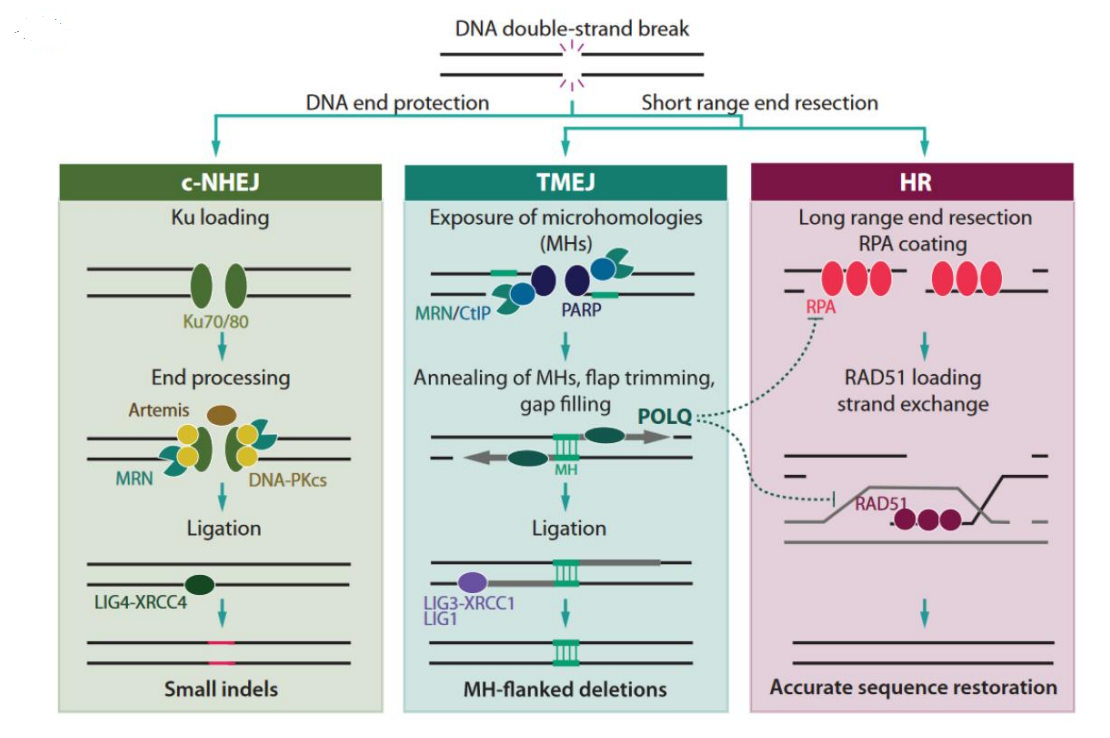 DNA double-strand break
DNA end protection
Short range end resection
c-NHEJ
Ku loading
Ku70/80
End processing
Artemis
MRN
DNA-PKcs
Ligation
LIG4-XRCC4
Small indels
TMEJ
Exposure of microhomologies
(MHs)
MRN/CtIP
PARP
Annealing of MHs, flap trimming,
gap filling
POLQ
MH
Ligation
LIG3-XRCC1
LIG1
MH-flanked deletions
HR
Long range end resection
RPA coating
RPA
RAD51 loading
strand exchange
RAD51
Accurate sequence restoration